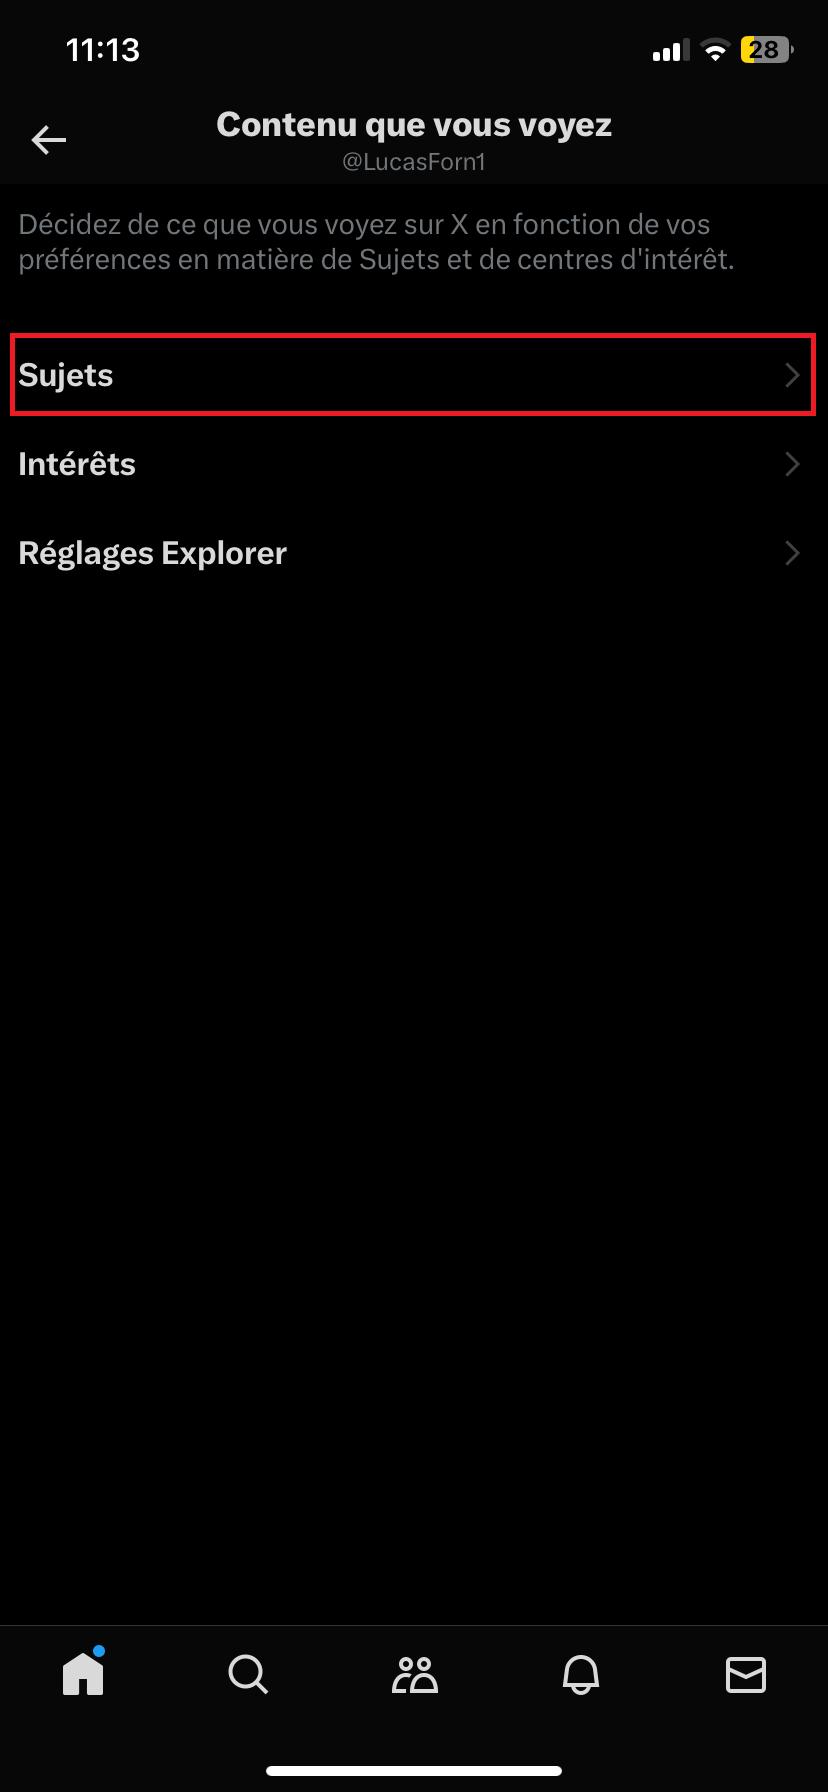 11:13
28
Contenu que vous voyez
@LucasForn1
Décidez de ce que vous voyez sur X en fonction de vos
préférences en matière de Sujets et de centres d'intérêt.
Sujets
Intérêts
Réglages Explorer